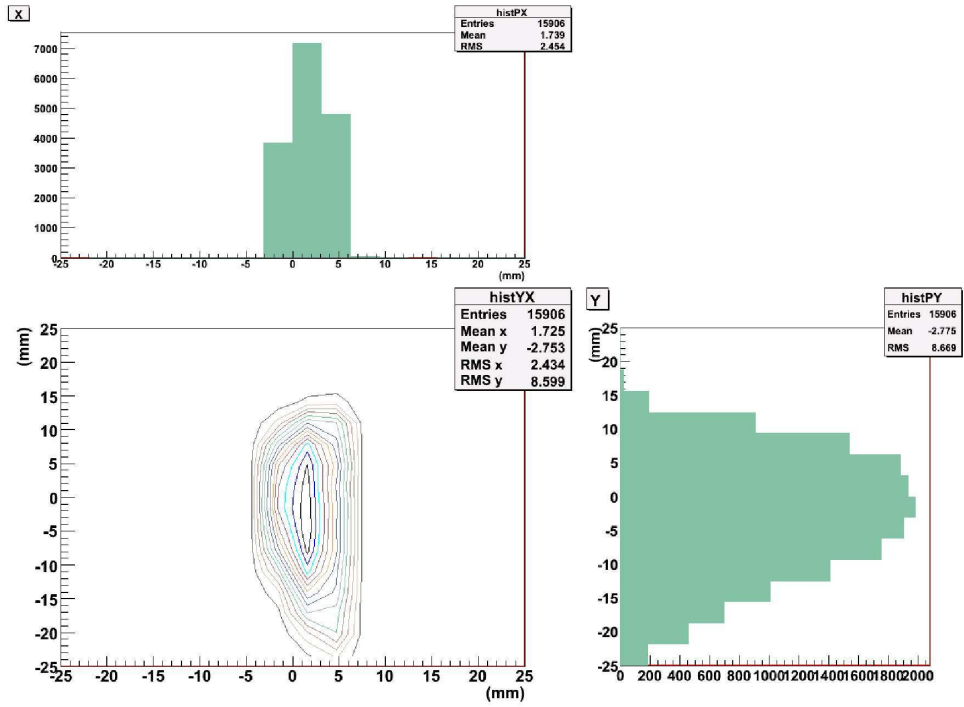 X
histPX
Entries 15906
Mean 1.739
RMS 2.454
7000
6000
5000
4000
3000
2000
1000
0
-25 -20 -15 -10 -5 0 5 10 15 20 25
(mm)
histYX
Entries 15906
Mean x 1.725
Mean y -2.753
RMS x 2.434
RMS y 8.599
(mm)
25
20
15
10
5
0
-5
-10
-15
-20
-25
-25 -20 -15 -10 -5 0 5 10 15 20 25
(mm)
Y
histPY
Entries 15906
Mean -2.775
RMS 8.669
(mm)
25
20
15
10
5
0
-5
-10
-15
-20
-25
0 200 400 600 800 1000 1200 1400 1600 1800 2000